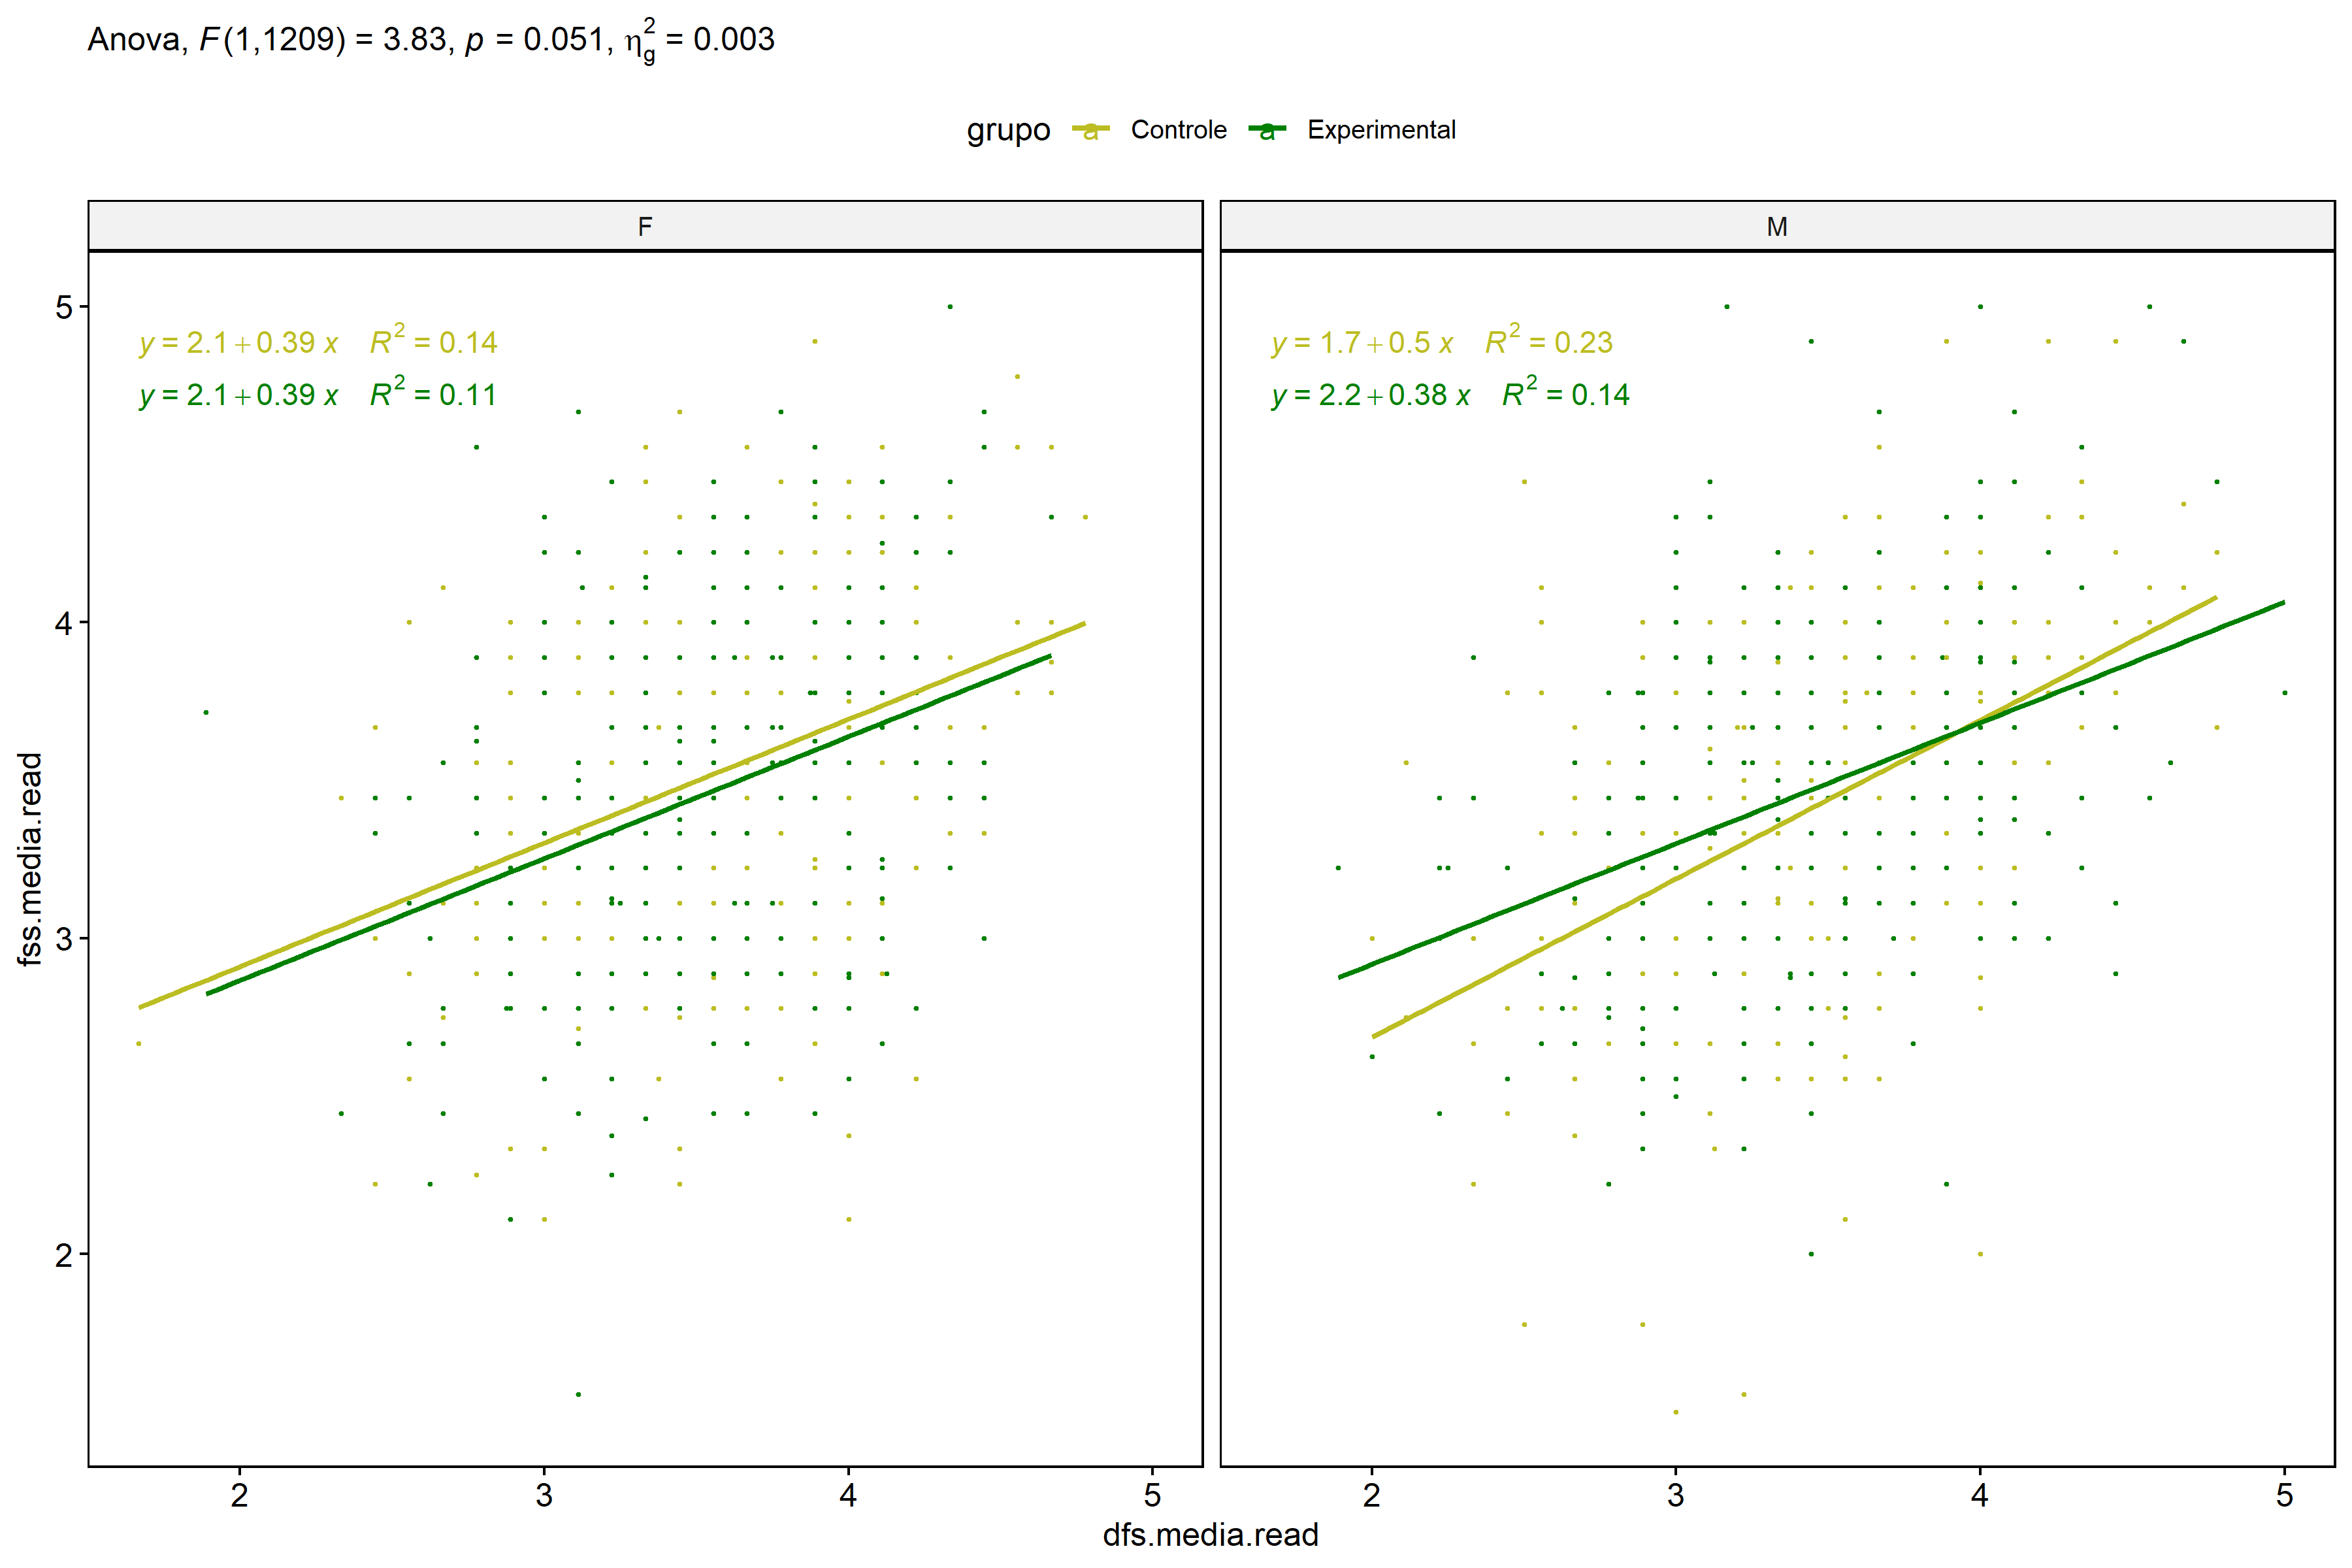 Anova, F(1,1209) = 3.83, p = 0.051, η²g = 0.003
grupo a Controle a Experimental
F
M
y = 2.1 + 0.39 x R² = 0.14
y = 2.1 + 0.39 x R² = 0.11
y = 1.7 + 0.5 x R² = 0.23
y = 2.2 + 0.38 x R² = 0.14
5
4
3
2
fss.media.read
2 3 4 5
2 3 4 5
dfs.media.read